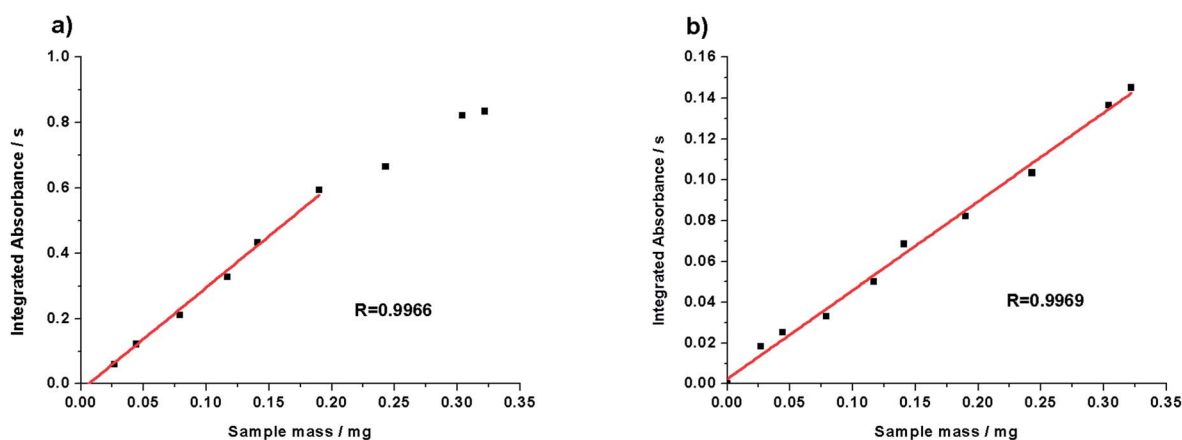 a)
Integrated Absorbance / s
1.0
0.8
0.6
0.4
0.2
0.0
0.00 0.05 0.10 0.15 0.20 0.25 0.30 0.35
Sample mass / mg
R=0.9966
b)
Integrated Absorbance / s
0.16
0.14
0.12
0.10
0.08
0.06
0.04
0.02
0.00
0.00 0.05 0.10 0.15 0.20 0.25 0.30 0.35
Sample mass / mg
R=0.9969